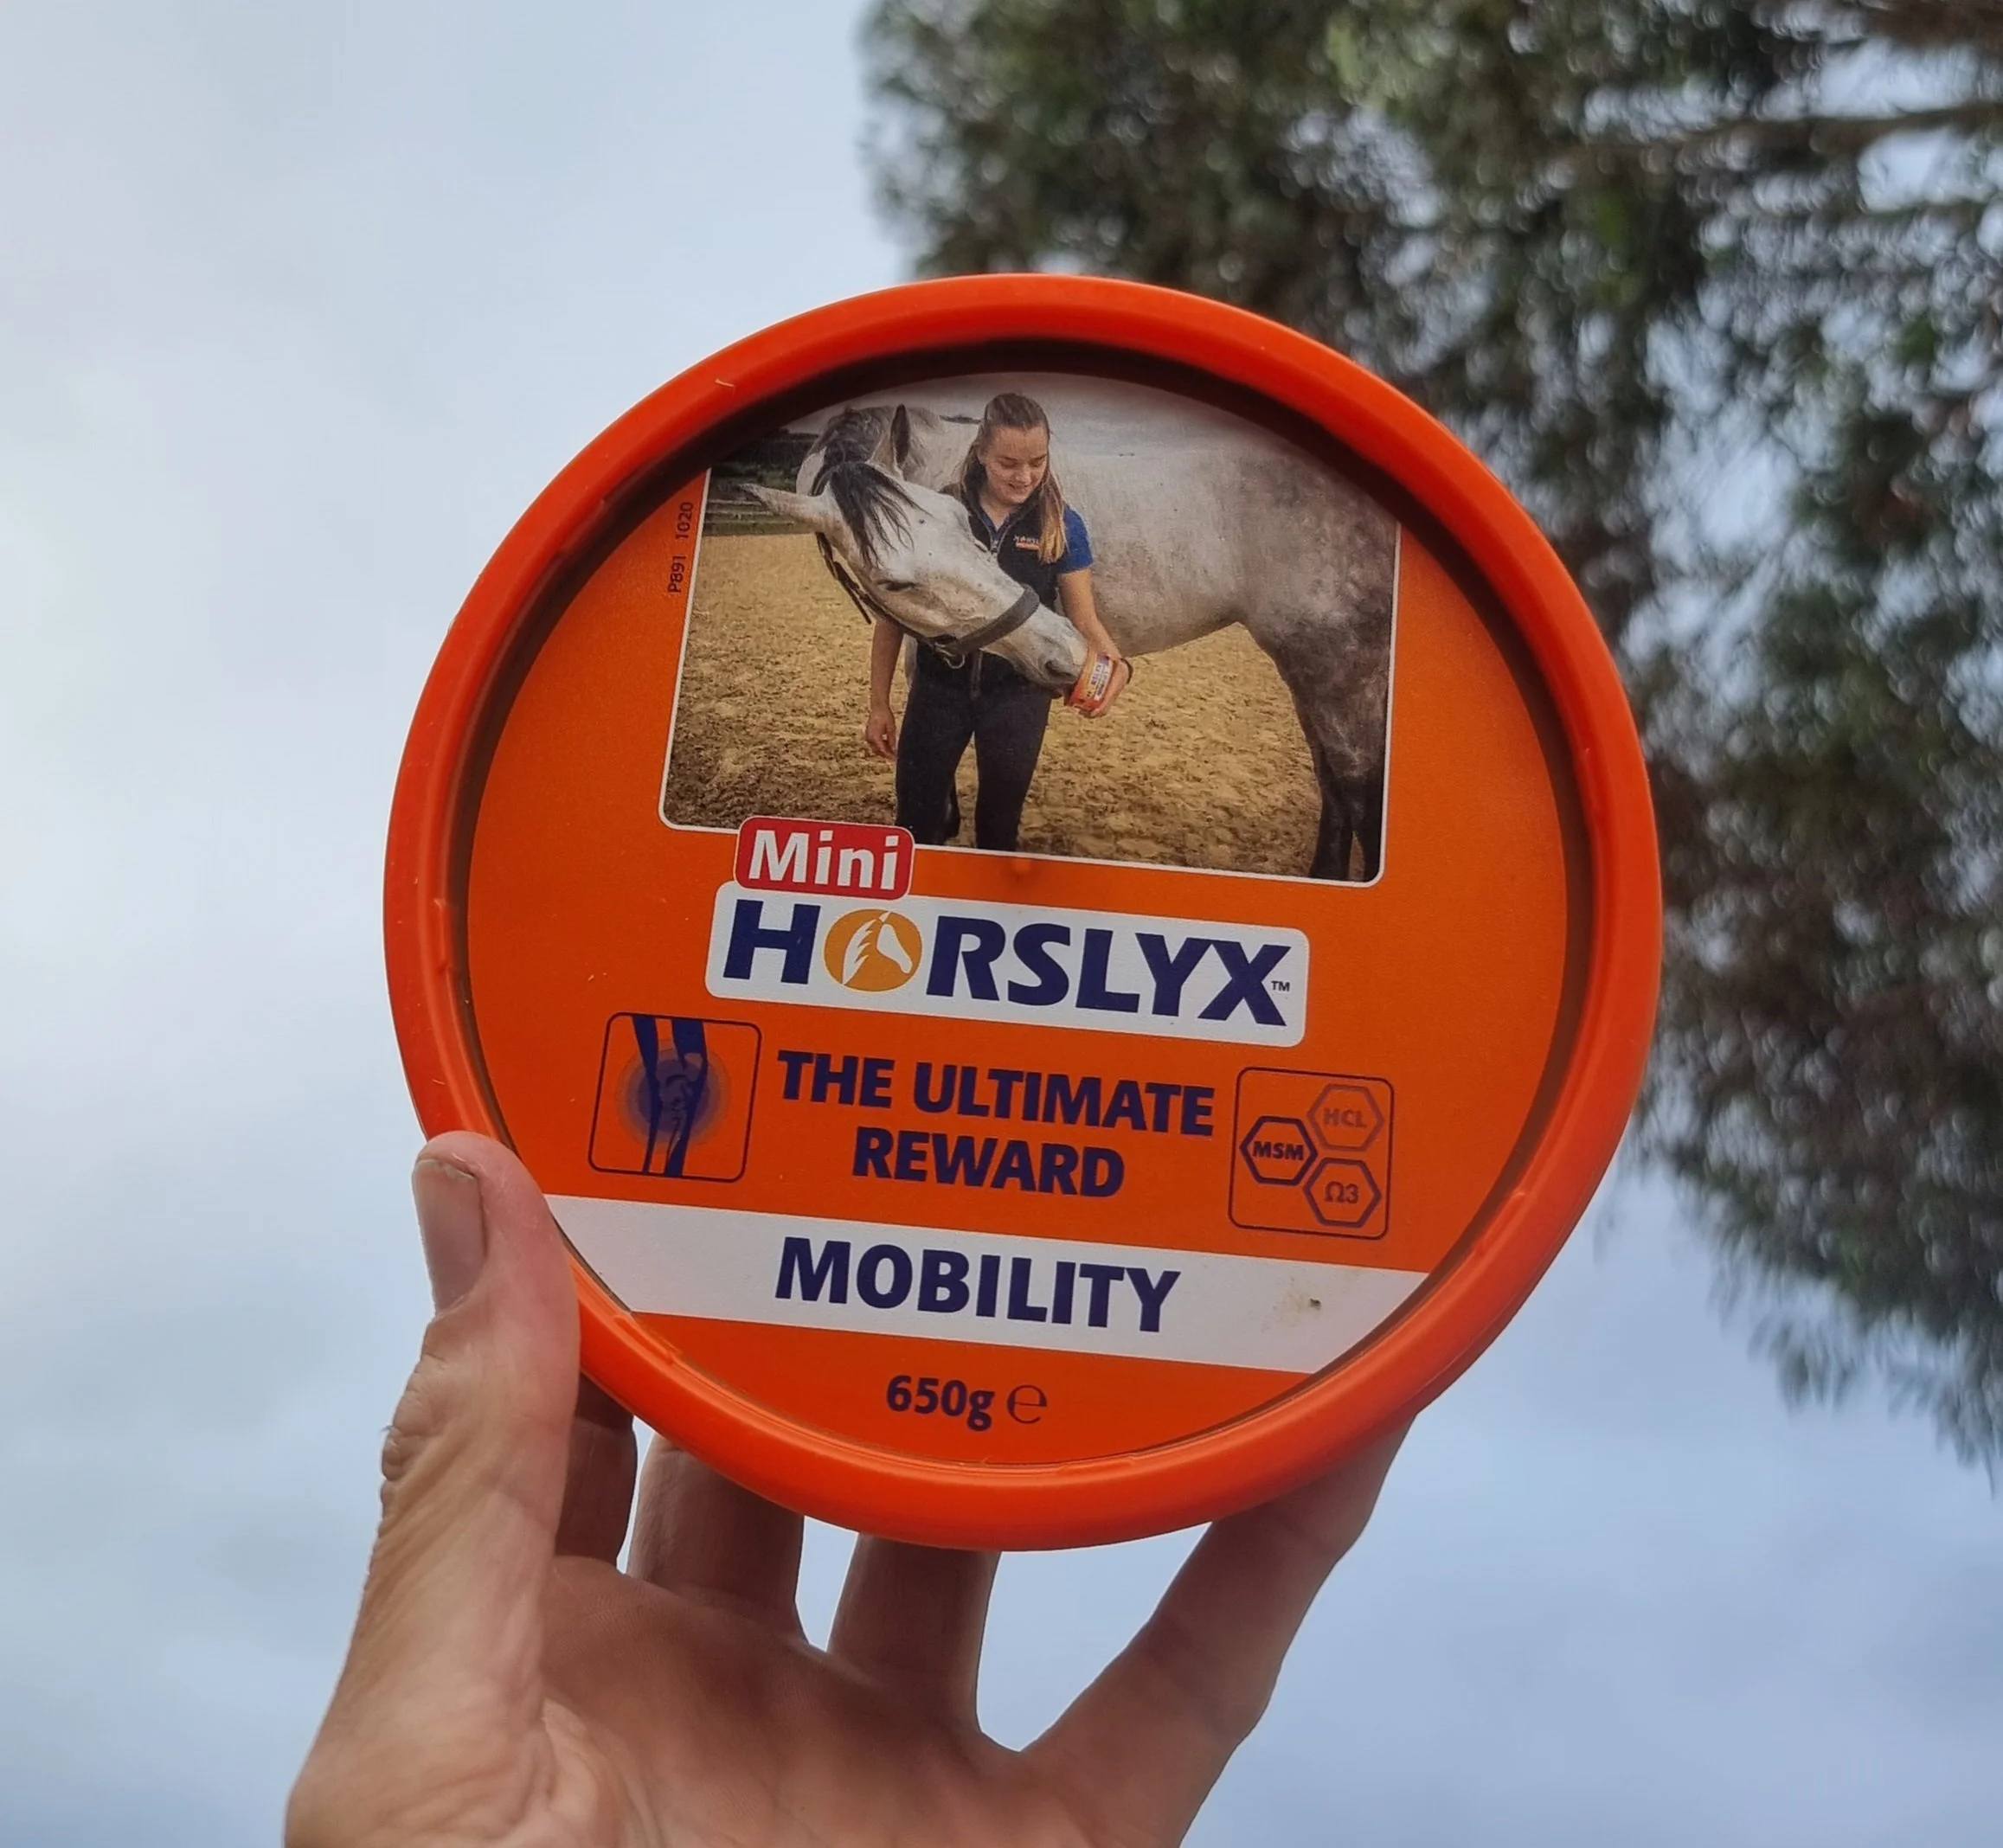 P891 1020
Mini
HORSLYX™
THE ULTIMATE
REWARD
HCL
MSM
Ω3
MOBILITY
650g ℮